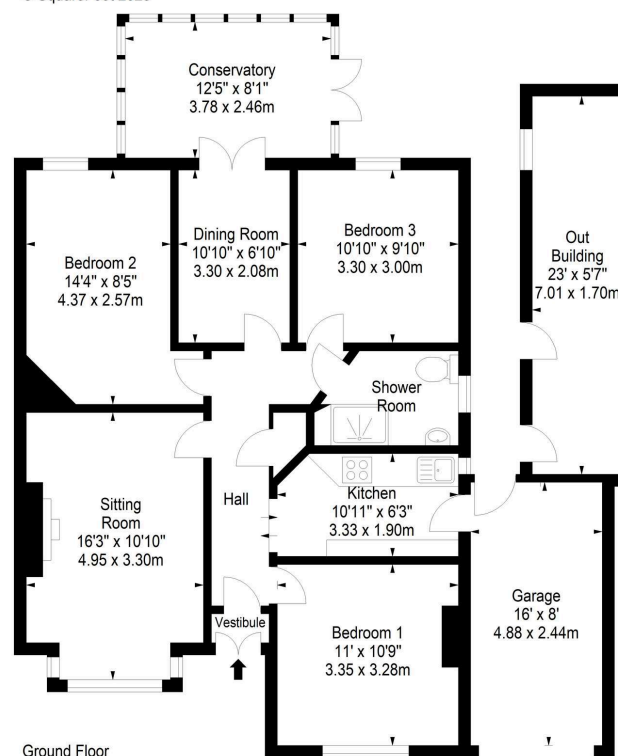 Conservatory
12'5" x 8'1"
3.78 x 2.46m
Dining Room
10'10" x 6'10"
3.30 x 2.08m
Bedroom 3
10'10" x 9'10"
3.30 x 3.00m
Bedroom 2
14'4" x 8'5"
4.37 x 2.57m
Out
Building
23' x 5'7"
7.01 x 1.70m
Shower
Room
Sitting
Room
16'3" x 10'10"
4.95 x 3.30m
Hall
Kitchen
10'11" x 6'3"
3.33 x 1.90m
Garage
16' x 8'
4.88 x 2.44m
Vestibule
Bedroom 1
11' x 10'9"
3.35 x 3.28m
Ground Floor